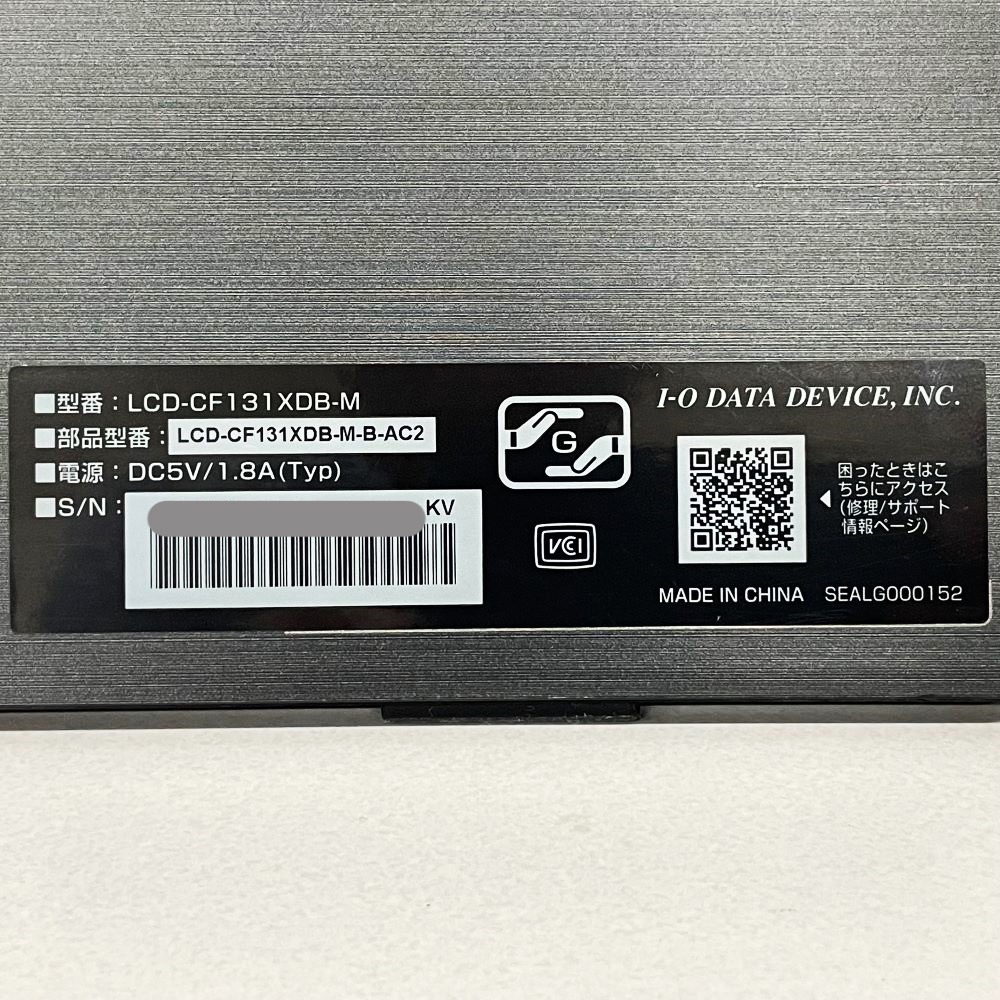 ■型番：LCD-CF131XDB-M
■部品型番：LCD-CF131XDB-M-B-AC2
■電源：DC5V/1.8A(Typ)
■S/N：
KV
G
VCI
I-O DATA DEVICE, INC.
◀困ったときはこ
ちらにアクセス
(修理/サポート
情報ページ)
MADE IN CHINA SEALG000152